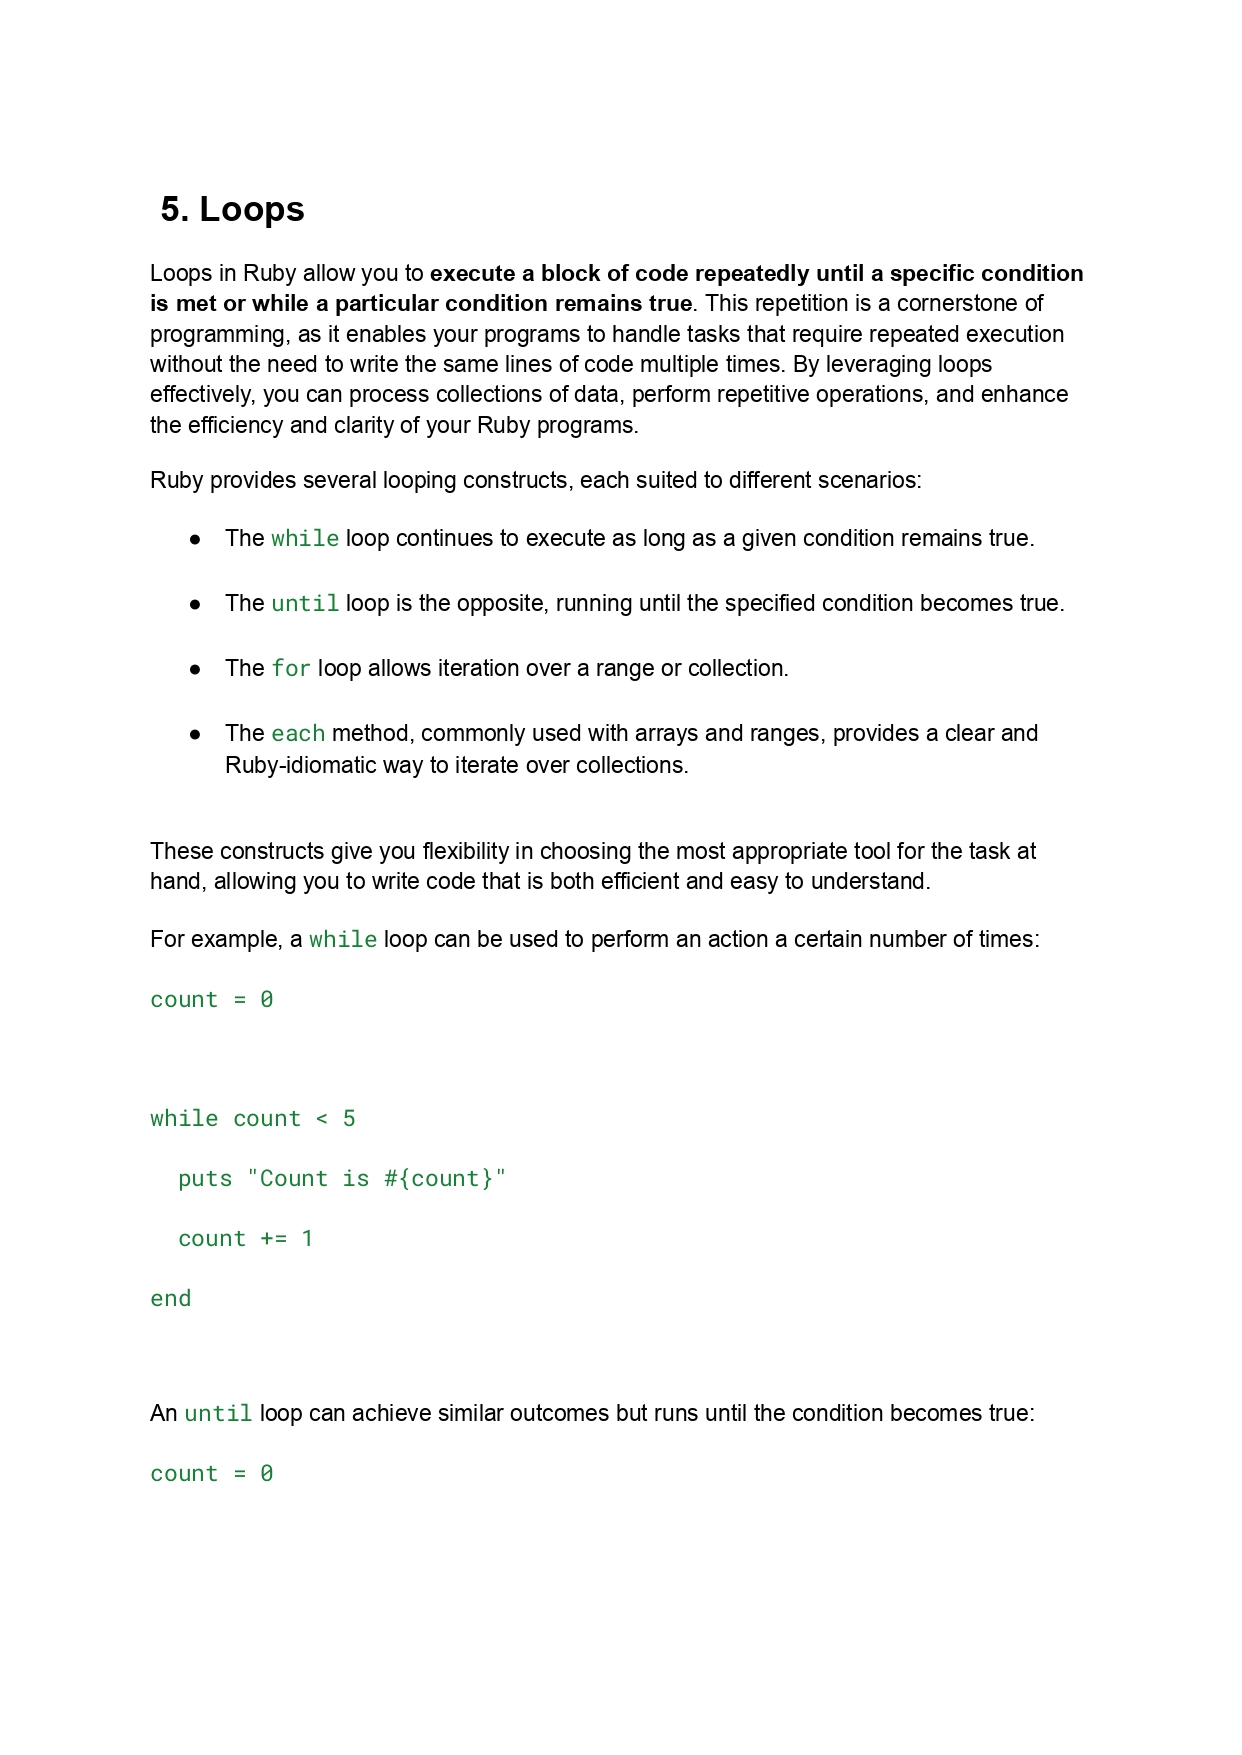 5. Loops
Loops in Ruby allow you to execute a block of code repeatedly until a specific condition
is met or while a particular condition remains true. This repetition is a cornerstone of
programming, as it enables your programs to handle tasks that require repeated execution
without the need to write the same lines of code multiple times. By leveraging loops
effectively, you can process collections of data, perform repetitive operations, and enhance
the efficiency and clarity of your Ruby programs.
Ruby provides several looping constructs, each suited to different scenarios:
● The while loop continues to execute as long as a given condition remains true.
● The until loop is the opposite, running until the specified condition becomes true.
● The for loop allows iteration over a range or collection.
● The each method, commonly used with arrays and ranges, provides a clear and
Ruby-idiomatic way to iterate over collections.
These constructs give you flexibility in choosing the most appropriate tool for the task at
hand, allowing you to write code that is both efficient and easy to understand.
For example, a while loop can be used to perform an action a certain number of times:
count = 0
while count < 5
  puts "Count is #{count}"
  count += 1
end
An until loop can achieve similar outcomes but runs until the condition becomes true:
count = 0